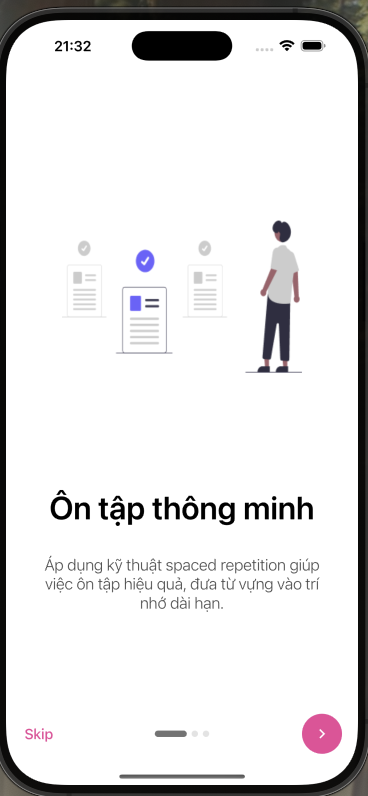 21:32
Ôn tập thông minh
Áp dụng kỹ thuật spaced repetition giúp
việc ôn tập hiệu quả, đưa từ vựng vào trí
nhớ dài hạn.
Skip